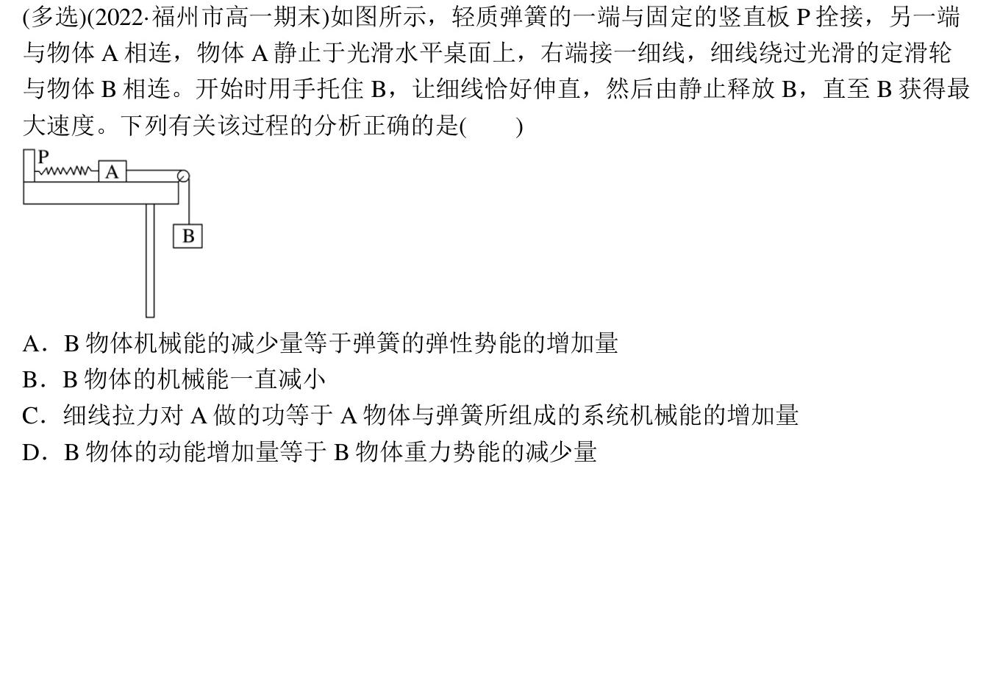 (多选)(2022·福州市高一期末)如图所示，轻质弹簧的一端与固定的竖直板 P 拴接，另一端
与物体 A 相连，物体 A 静止于光滑水平桌面上，右端接一细线，细线绕过光滑的定滑轮
与物体 B 相连。开始时用手托住 B，让细线恰好伸直，然后由静止释放 B，直至 B 获得最
大速度。下列有关该过程的分析正确的是(　　)
P
A
B
A．B 物体机械能的减少量等于弹簧的弹性势能的增加量
B．B 物体的机械能一直减小
C．细线拉力对 A 做的功等于 A 物体与弹簧所组成的系统机械能的增加量
D．B 物体的动能增加量等于 B 物体重力势能的减少量